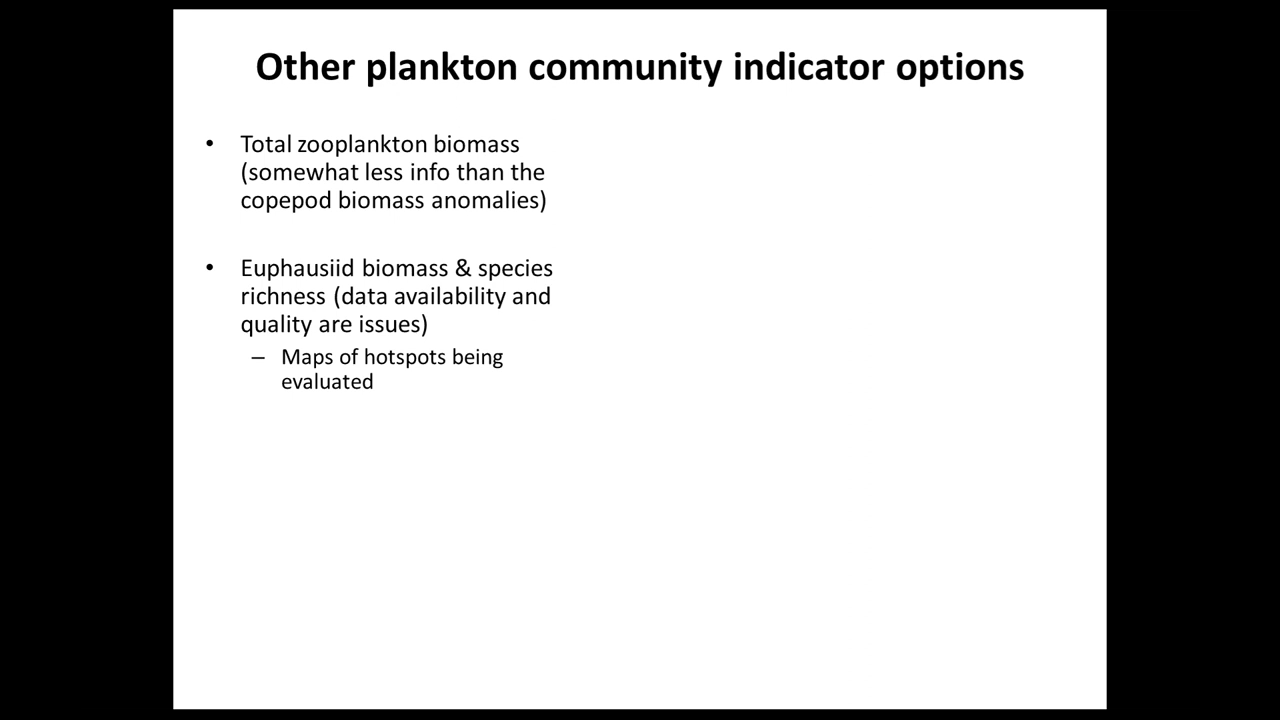 Other plankton community indicator options
• Total zooplankton biomass
(somewhat less info than the
copepod biomass anomalies)
• Euphausiid biomass & species
richness (data availability and
quality are issues)
– Maps of hotspots being
evaluated